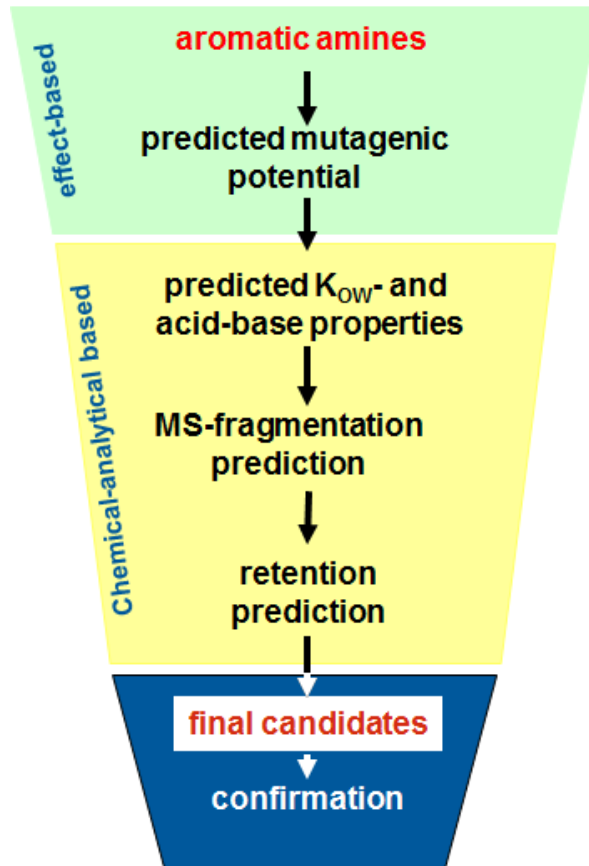 effect-based
aromatic amines
predicted mutagenic
potential
Chemical-analytical based
predicted Kow- and
acid-base properties
MS-fragmentation
prediction
retention
prediction
final candidates
confirmation